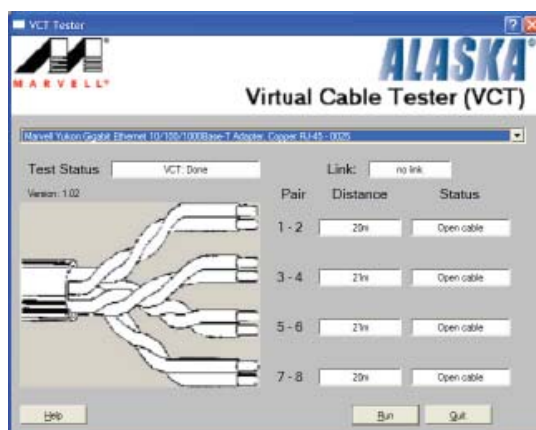 VCT Tester
MARVELL®
ALASKA®
Virtual Cable Tester (VCT)
Marvell Yukon Gigabit Ethernet 10/100/1000Base-T Adapter, Copper RJ-45 - 0025
Test Status VCT: Done Link: no link
Version: 1.02
Pair Distance Status
1 - 2 20m Open cable
3 - 4 21m Open cable
5 - 6 21m Open cable
7 - 8 20m Open cable
Help Run Quit